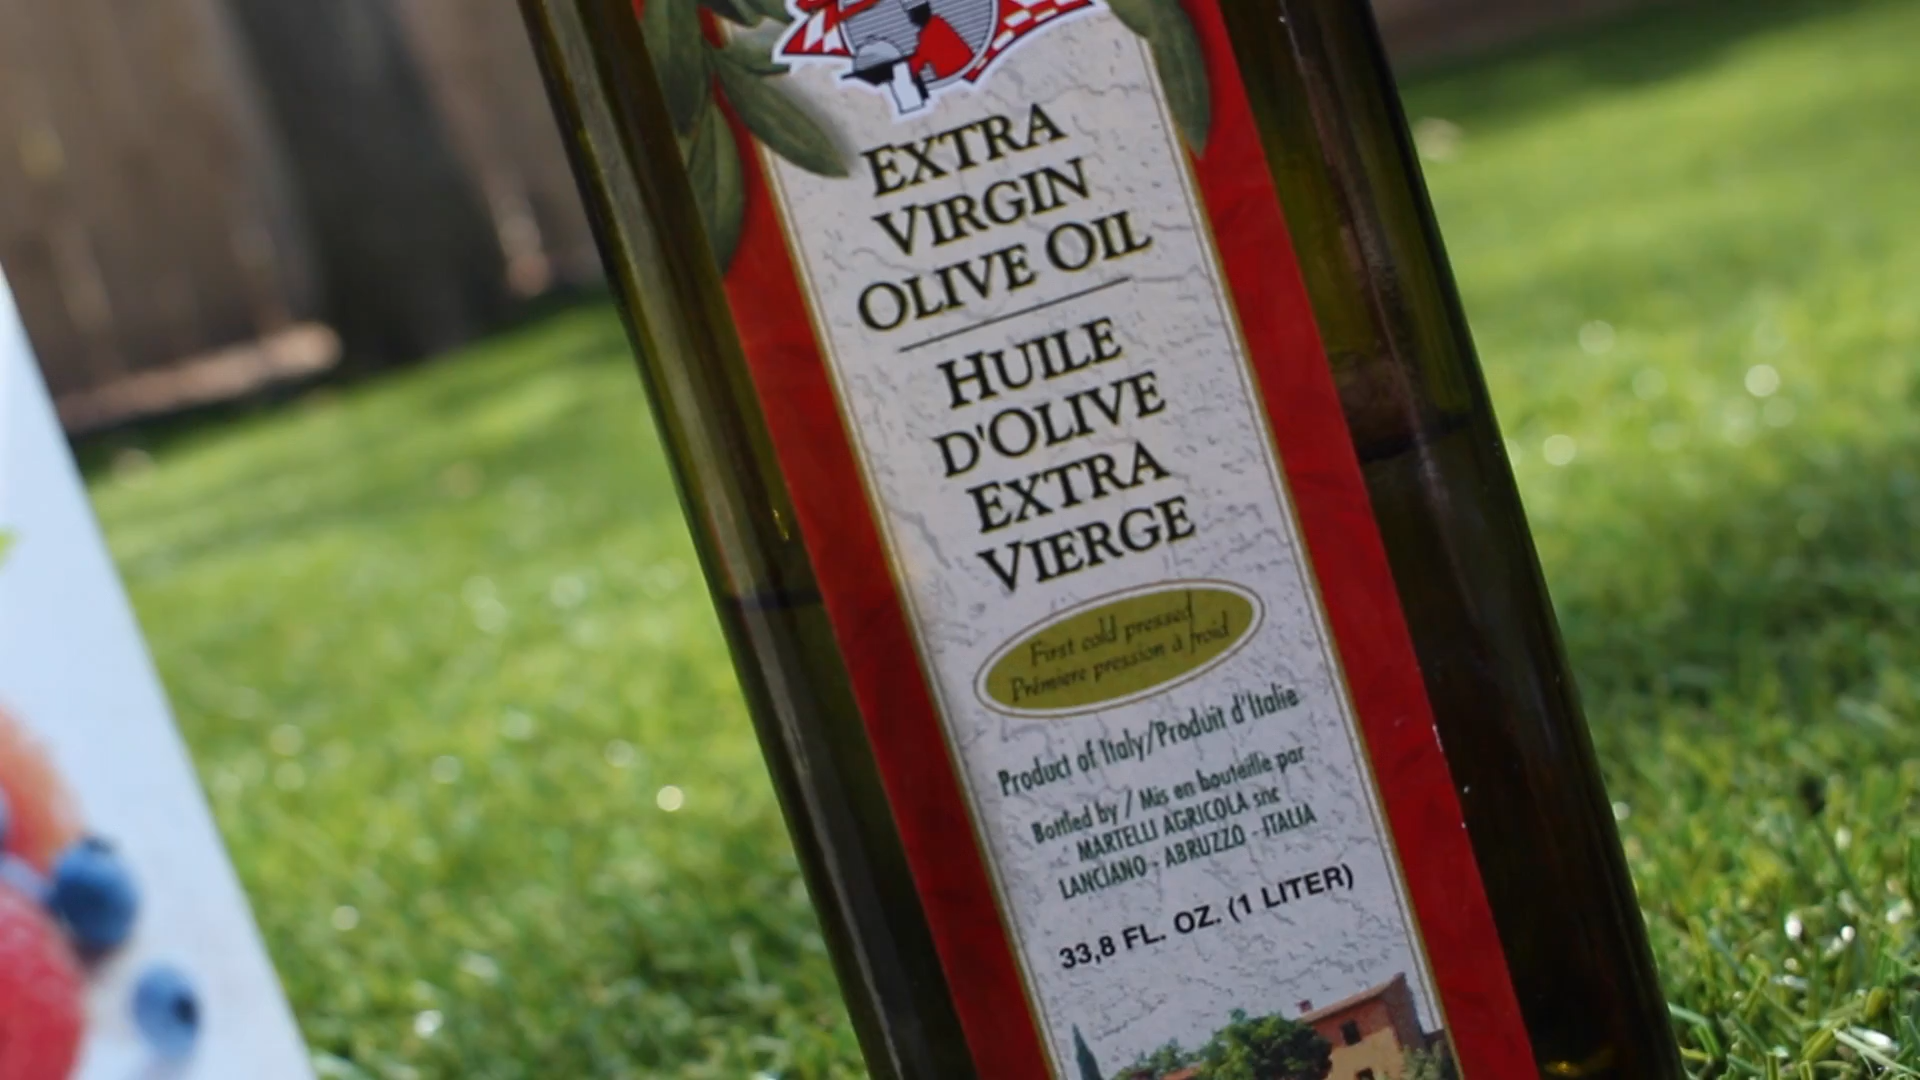 EXTRA
VIRGIN
OLIVE OIL
HUILE
D'OLIVE
EXTRA
VIERGE
First cold pressed
Prémiere pression à froid
Product of Italy/Produit d'Italie
Bottled by / Mis en bouteille par
MARTELLI AGRICOLA snc
LANCIANO - ABRUZZO - ITALIA
33,8 FL. OZ. (1 LITER)